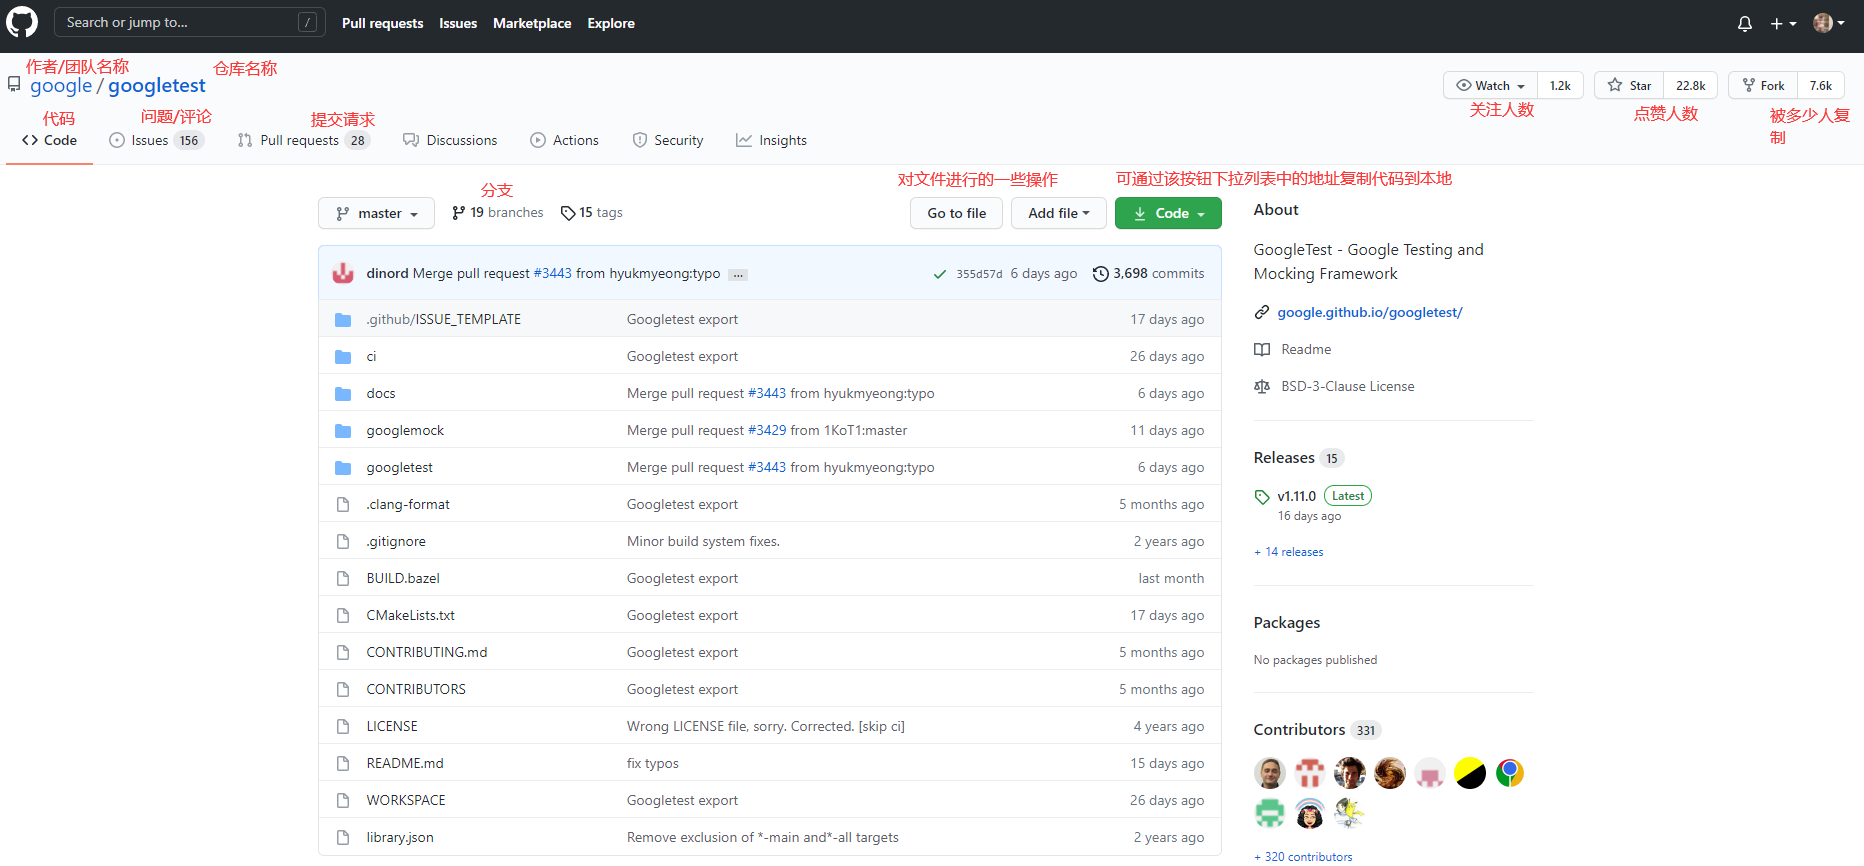 Search or jump to... /
Pull requests Issues Marketplace Explore
作者/团队名称 仓库名称
google / googletest
Watch 1.2k Star 22.8k Fork 7.6k
关注人数 点赞人数 被多少人复
制
代码 问题/评论 提交请求
Code Issues 156 Pull requests 28 Discussions Actions Security Insights
分支 对文件进行的一些操作 可通过该按钮下拉列表中的地址复制代码到本地
master 19 branches 15 tags Go to file Add file Code
dinord Merge pull request #3443 from hyukmyeong:typo ... 355d57d 6 days ago 3,698 commits
.github/ISSUE_TEMPLATE Googletest export 17 days ago
ci Googletest export 26 days ago
docs Merge pull request #3443 from hyukmyeong:typo 6 days ago
googlemock Merge pull request #3429 from 1KoT1:master 11 days ago
googletest Merge pull request #3443 from hyukmyeong:typo 6 days ago
.clang-format Googletest export 5 months ago
.gitignore Minor build system fixes. 2 years ago
BUILD.bazel Googletest export last month
CMakeLists.txt Googletest export 17 days ago
CONTRIBUTING.md Googletest export 5 months ago
CONTRIBUTORS Googletest export 5 months ago
LICENSE Wrong LICENSE file, sorry. Corrected. [skip ci] 4 years ago
README.md fix typos 15 days ago
WORKSPACE Googletest export 26 days ago
library.json Remove exclusion of *-main and*-all targets 2 years ago
About
GoogleTest - Google Testing and
Mocking Framework
google.github.io/googletest/
Readme
BSD-3-Clause License
Releases 15
v1.11.0 Latest
16 days ago
+ 14 releases
Packages
No packages published
Contributors 331
+ 320 contributors